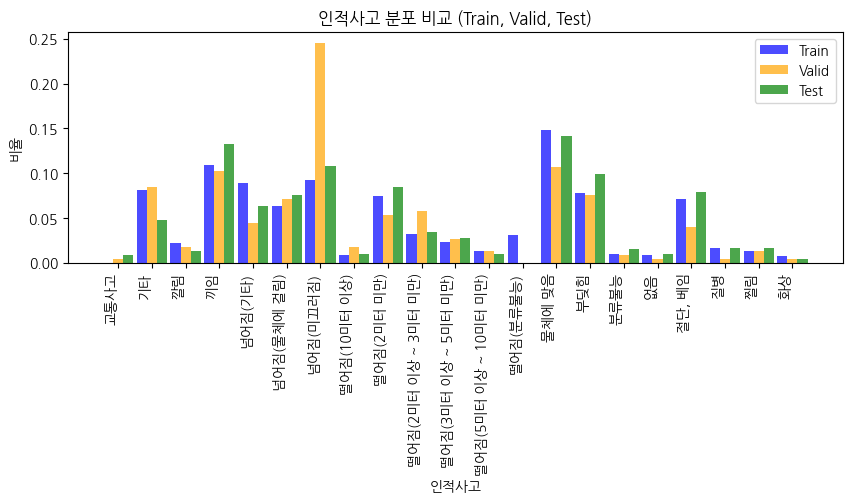 인적사고 분포 비교 (Train, Valid, Test)
Train
Valid
Test
비율
0.25
0.20
0.15
0.10
0.05
0.00
교통사고
기타
깔림
끼임
넘어짐(기타)
넘어짐(물체에 걸림)
넘어짐(미끄러짐)
떨어짐(10미터 이상)
떨어짐(2미터 미만)
떨어짐(2미터 이상 ~ 3미터 미만)
떨어짐(3미터 이상 ~ 5미터 미만)
떨어짐(5미터 이상 ~ 10미터 미만)
떨어짐(분류불능)
물체에 맞음
부딪힘
분류불능
없음
절단, 베임
질병
찔림
화상
인적사고